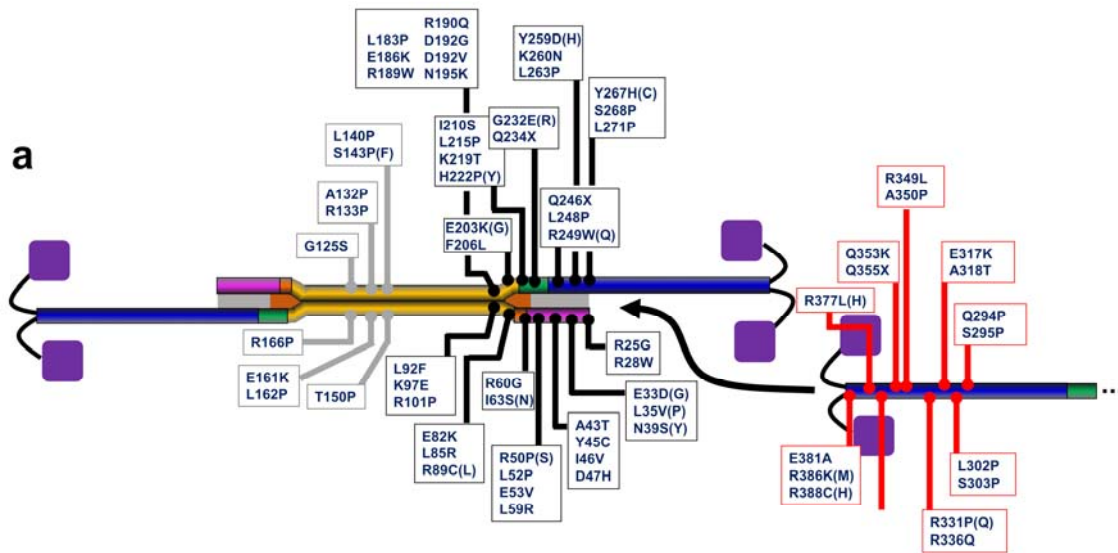 a
R190Q
L183P D192G
E186K D192V
R189W N195K
Y259D(H)
K260N
L263P
Y267H(C)
S268P
L271P
I210S
L215P
K219T
H222P(Y)
G232E(R)
Q234X
L140P
S143P(F)
A132P
R133P
G125S
E203K(G)
F206L
Q246X
L248P
R249W(Q)
R349L
A350P
Q353K
Q355X
E317K
A318T
R377L(H)
Q294P
S295P
R166P
E161K
L162P
T150P
L92F
K97E
R101P
E82K
L85R
R89C(L)
R60G
I63S(N)
R50P(S)
L52P
E53V
L59R
A43T
Y45C
I46V
D47H
E33D(G)
L35V(P)
N39S(Y)
R25G
R28W
...
E381A
R386K(M)
R388C(H)
R331P(Q)
R336Q
L302P
S303P